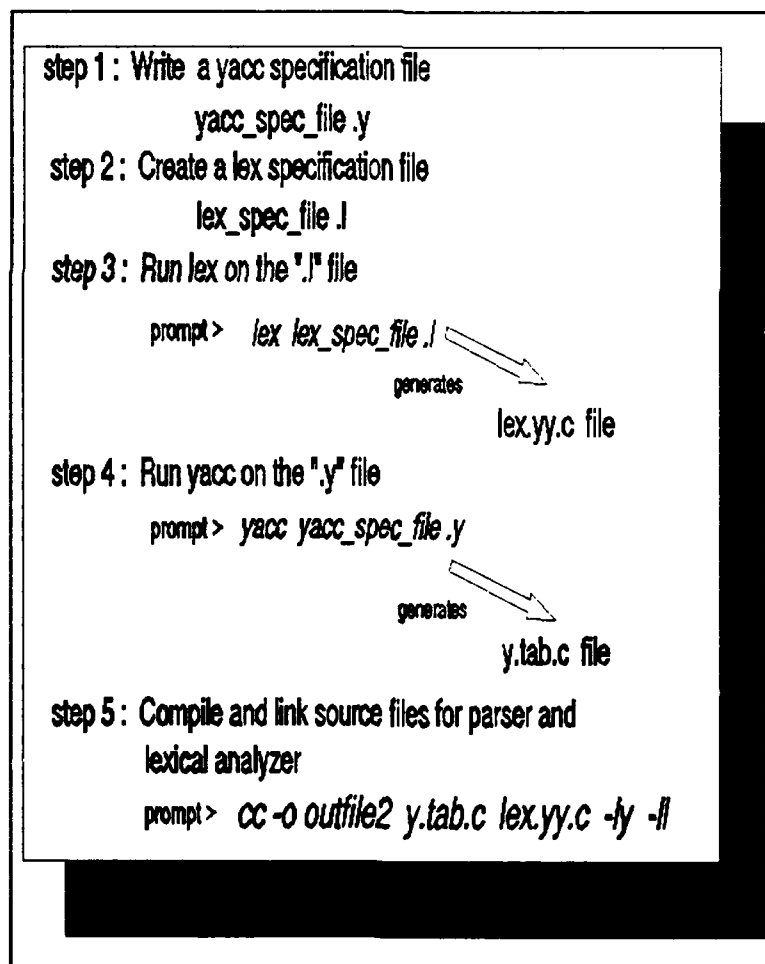 step 1 : Write a yacc specification file
yacc_spec_file .y
step 2 : Create a lex specification file
lex_spec_file .l
step 3 : Run lex on the ".l" file
prompt > lex lex_spec_file .l
generates
lex.yy.c file
step 4 : Run yacc on the ".y" file
prompt > yacc yacc_spec_file .y
generates
y.tab.c file
step 5 : Compile and link source files for parser and
lexical analyzer
prompt > cc -o outfile2 y.tab.c lex.yy.c -ly -ll